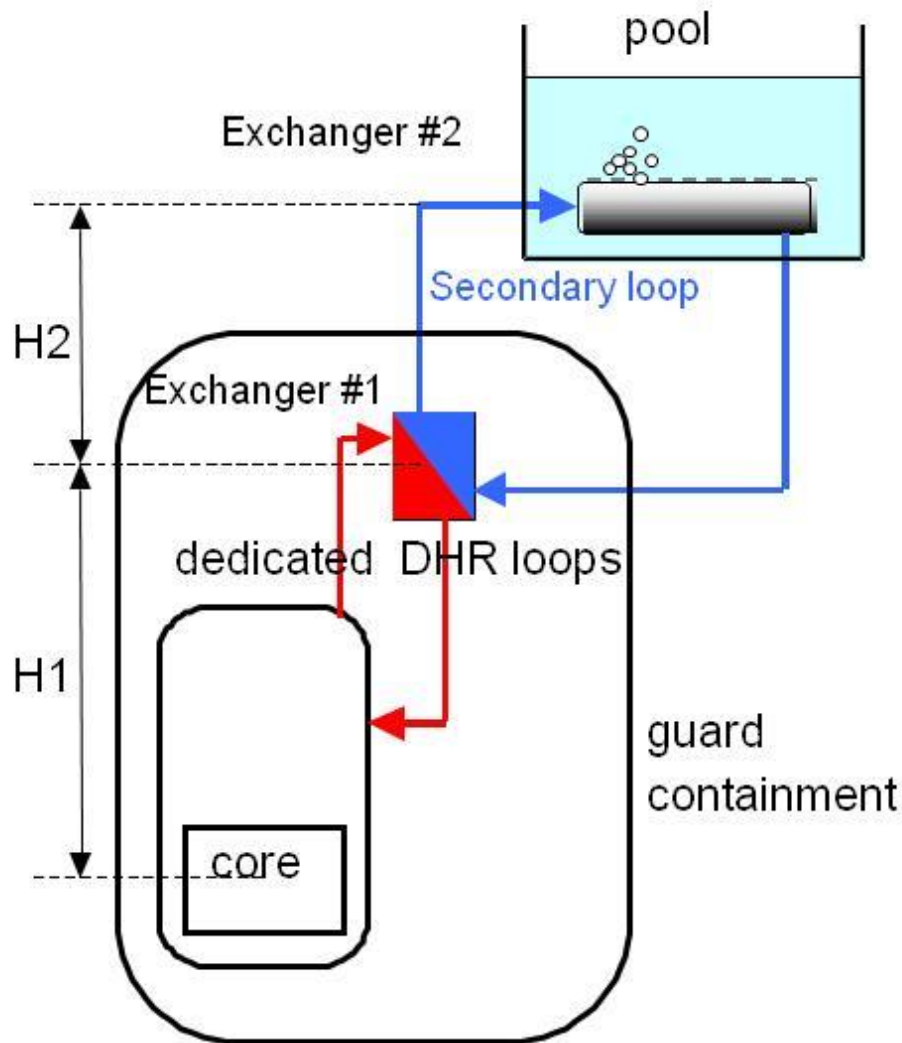 pool
Exchanger #2
Secondary loop
H2
Exchanger #1
dedicated DHR loops
H1
guard
containment
core